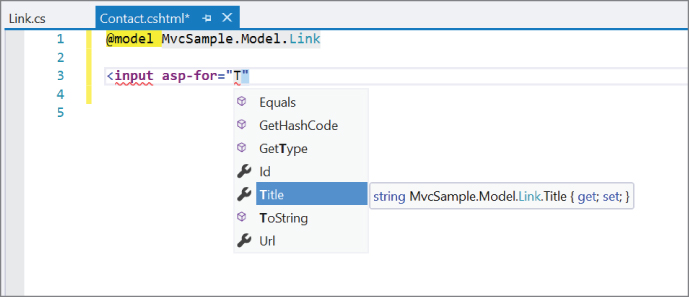 Link.cs Contact.cshtml*
1 @model MvcSample.Model.Link
2
3 <input asp-for="T"
4
5
Equals
GetHashCode
GetType
Id
Title string MvcSample.Model.Link.Title { get; set; }
ToString
Url